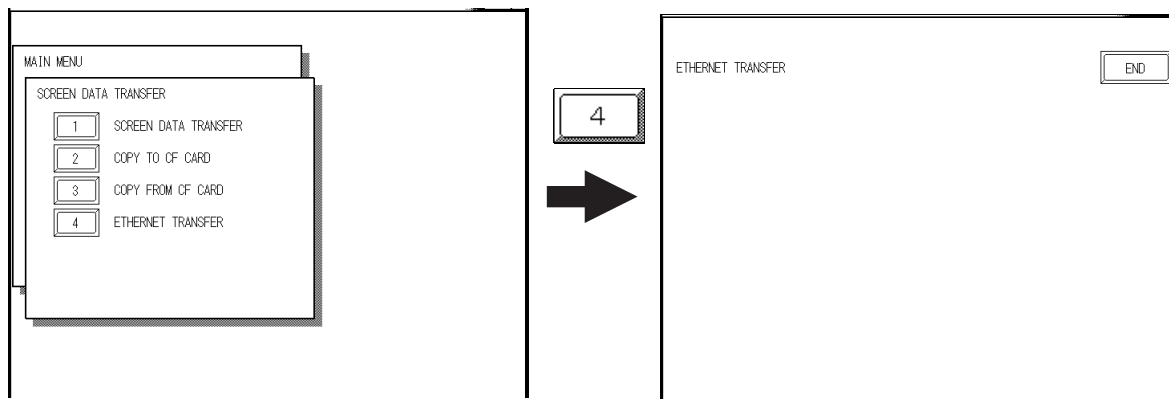 MAIN MENU
SCREEN DATA TRANSFER
1 SCREEN DATA TRANSFER
2 COPY TO CF CARD
3 COPY FROM CF CARD
4 ETHERNET TRANSFER
4
ETHERNET TRANSFER END